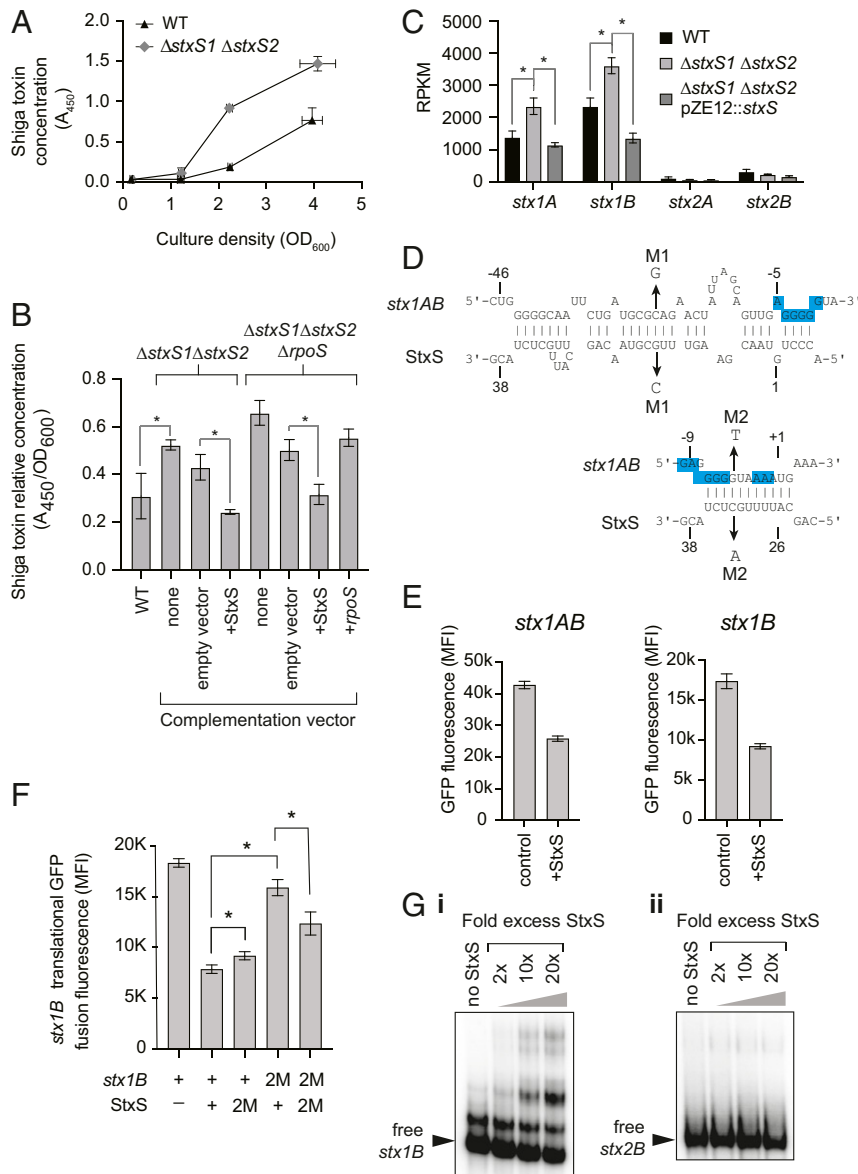 A
WT
ΔstxS1 ΔstxS2
Shiga toxin
concentration
(A450)
2.0
1.5
1.0
0.5
0.0
0 1 2 3 4 5
Culture density (OD600)
C
WT
ΔstxS1 ΔstxS2
ΔstxS1 ΔstxS2
pZE12::stxS
RPKM
5000
4000
3000
2000
1000
0
* * * *
stx1A stx1B stx2A stx2B
B
ΔstxS1ΔstxS2
ΔstxS1ΔstxS2
ΔrpoS
Shiga toxin relative concentration
(A450/OD600)
0.8
0.6
0.4
0.2
0.0
* * *
WT
none
empty vector
+StxS
none
empty vector
+StxS
+rpoS
Complementation vector
D
M1
-46 G -5
stx1AB 5'-CUG UUA A AGUA-3'
GGGGCAA CUG UGCGCAGACU GUUG GGGG
StxS 3'-GCA A-5'
UCUCGUU GAC AUGCGUUUGA CAAU CCCU
38 C 1
M1
M2
-9 T +1
stx1AB 5'-GAG AAA-3'
GGGGUAAAAUG
UCUCGUUUUAC
StxS 3'-GCA GAC-5'
38 A 26
M2
E
stx1AB
GFP fluorescence (MFI)
50k
40k
30k
20k
10k
0
control
+StxS
stx1B
GFP fluorescence (MFI)
20k
15k
10k
5k
0
control
+StxS
F
stx1B translational GFP
fusion fluorescence (MFI)
20K
15K
10K
5K
0
* * *
stx1B + + + 2M 2M
StxS − + 2M + 2M
G i
Fold excess StxS
no StxS
2x
10x
20x
free
stx1B
ii
Fold excess StxS
no StxS
2x
10x
20x
free
stx2B